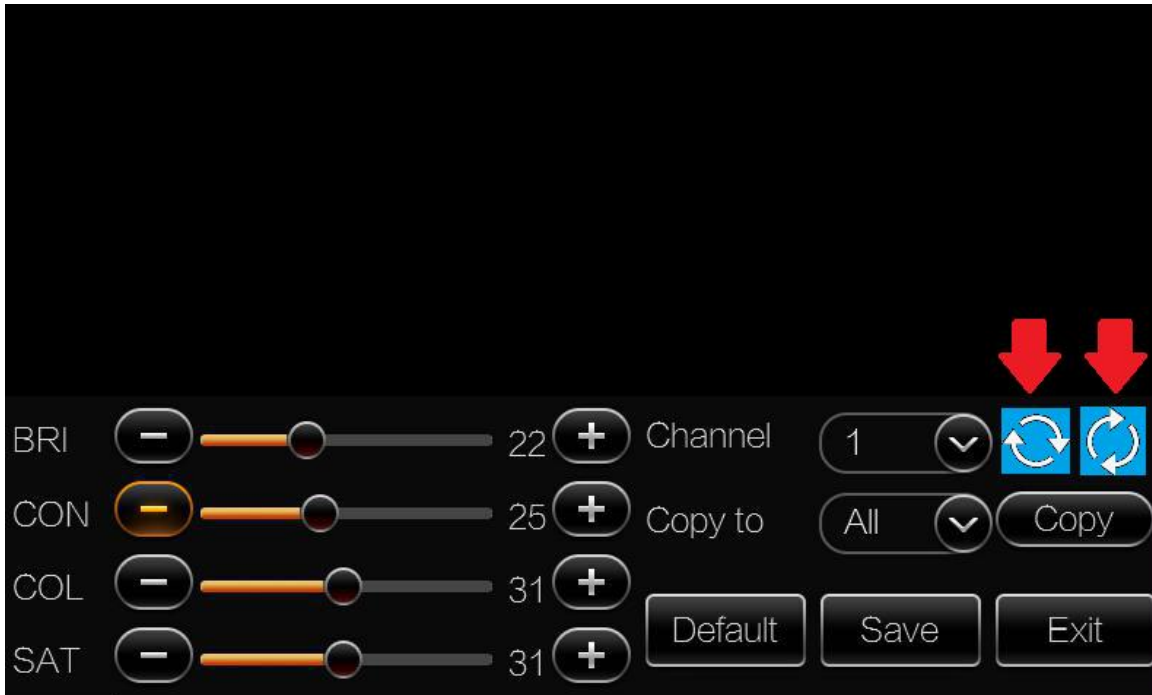 BRI 22 Channel 1
CON 25 Copy to All Copy
COL 31
Default Save Exit
SAT 31